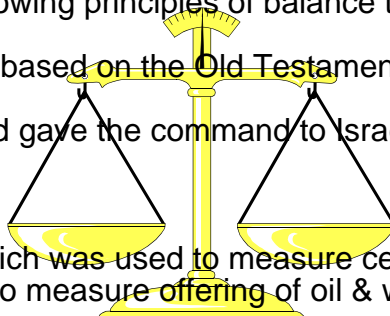 owing principles of balance t
based on the Old Testamen
d gave the command to Isra
ich was used to measure ce
o measure offering of oil & w